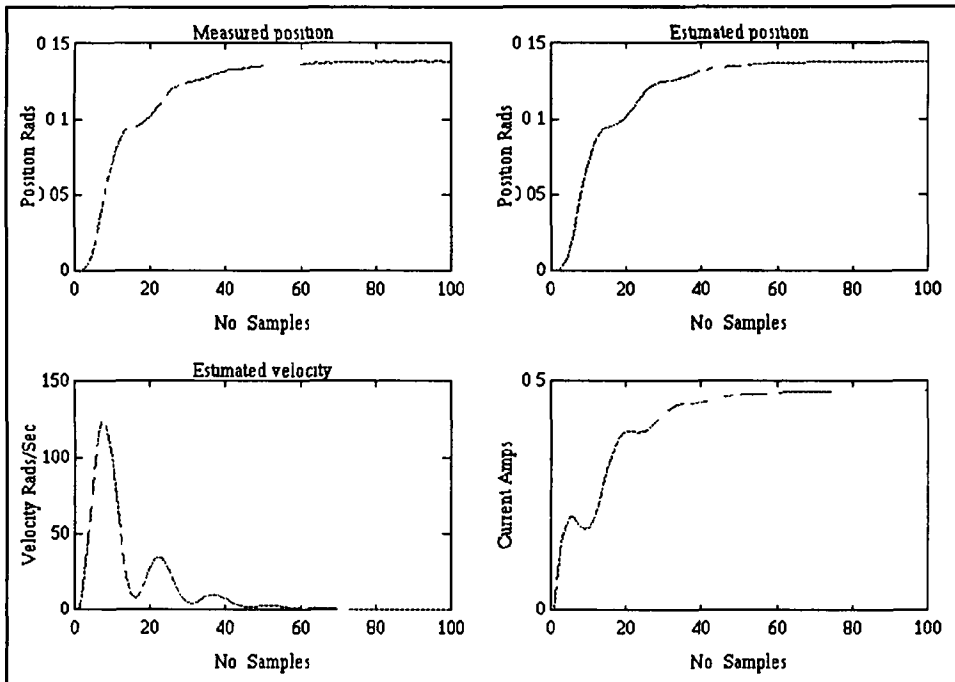 Measured position
0 15
0 1
0 05
0
Position Rads
0 20 40 60 80 100
No Samples
Estimated position
0 15
0 1
0 05
0
Position Rads
0 20 40 60 80 100
No Samples
Estimated velocity
150
100
50
0
Velocity Rads/Sec
0 20 40 60 80 100
No Samples
0 5
0
Current Amps
0 20 40 60 80 100
No Samples